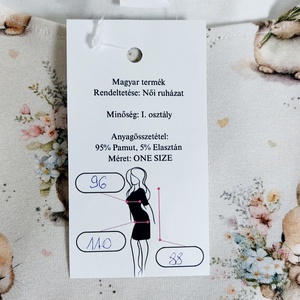 Magyar termék
Rendeltetése: Női ruházat
Minőség: I. osztály
Anyagösszetétel:
95% Pamut, 5% Elasztán
Méret: ONE SIZE
96
110
88